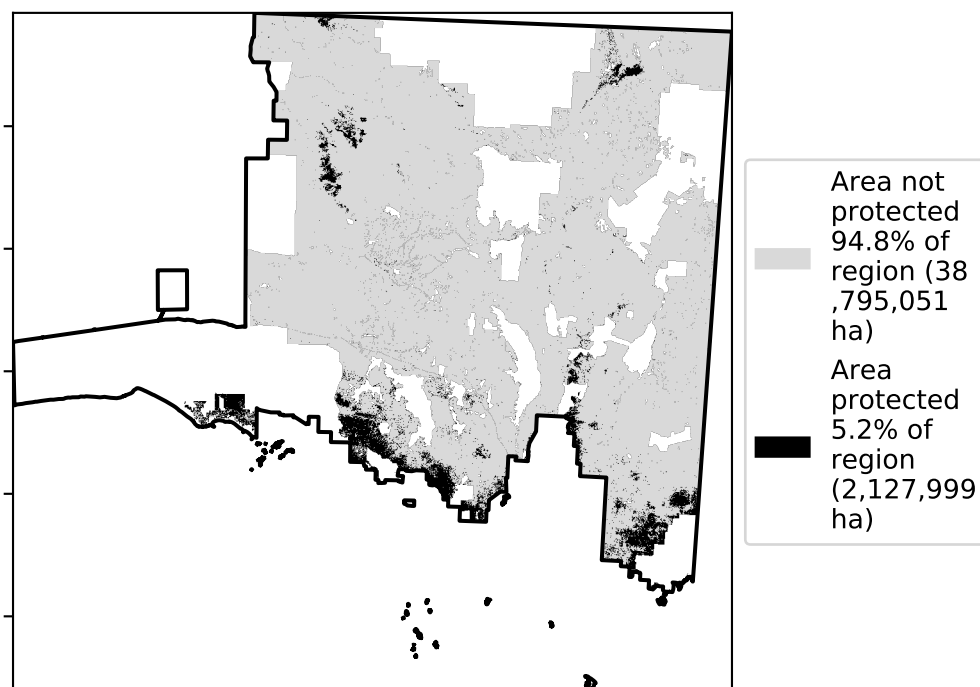 Area not
protected
94.8% of
region (38
,795,051
ha)
Area
protected
5.2% of
region
(2,127,999
ha)